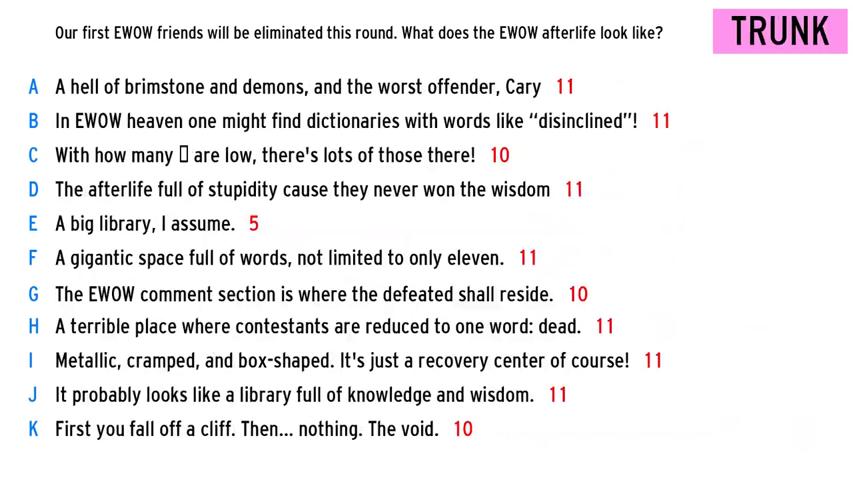 Our first EWOW friends will be eliminated this round. What does the EWOW afterlife look like?
TRUNK
A A hell of brimstone and demons, and the worst offender, Cary 11
B In EWOW heaven one might find dictionaries with words like “disinclined”! 11
C With how many ▯ are low, there's lots of those there! 10
D The afterlife full of stupidity cause they never won the wisdom 11
E A big library, I assume. 5
F A gigantic space full of words, not limited to only eleven. 11
G The EWOW comment section is where the defeated shall reside. 10
H A terrible place where contestants are reduced to one word: dead. 11
I Metallic, cramped, and box-shaped. It's just a recovery center of course! 11
J It probably looks like a library full of knowledge and wisdom. 11
K First you fall off a cliff. Then... nothing. The void. 10